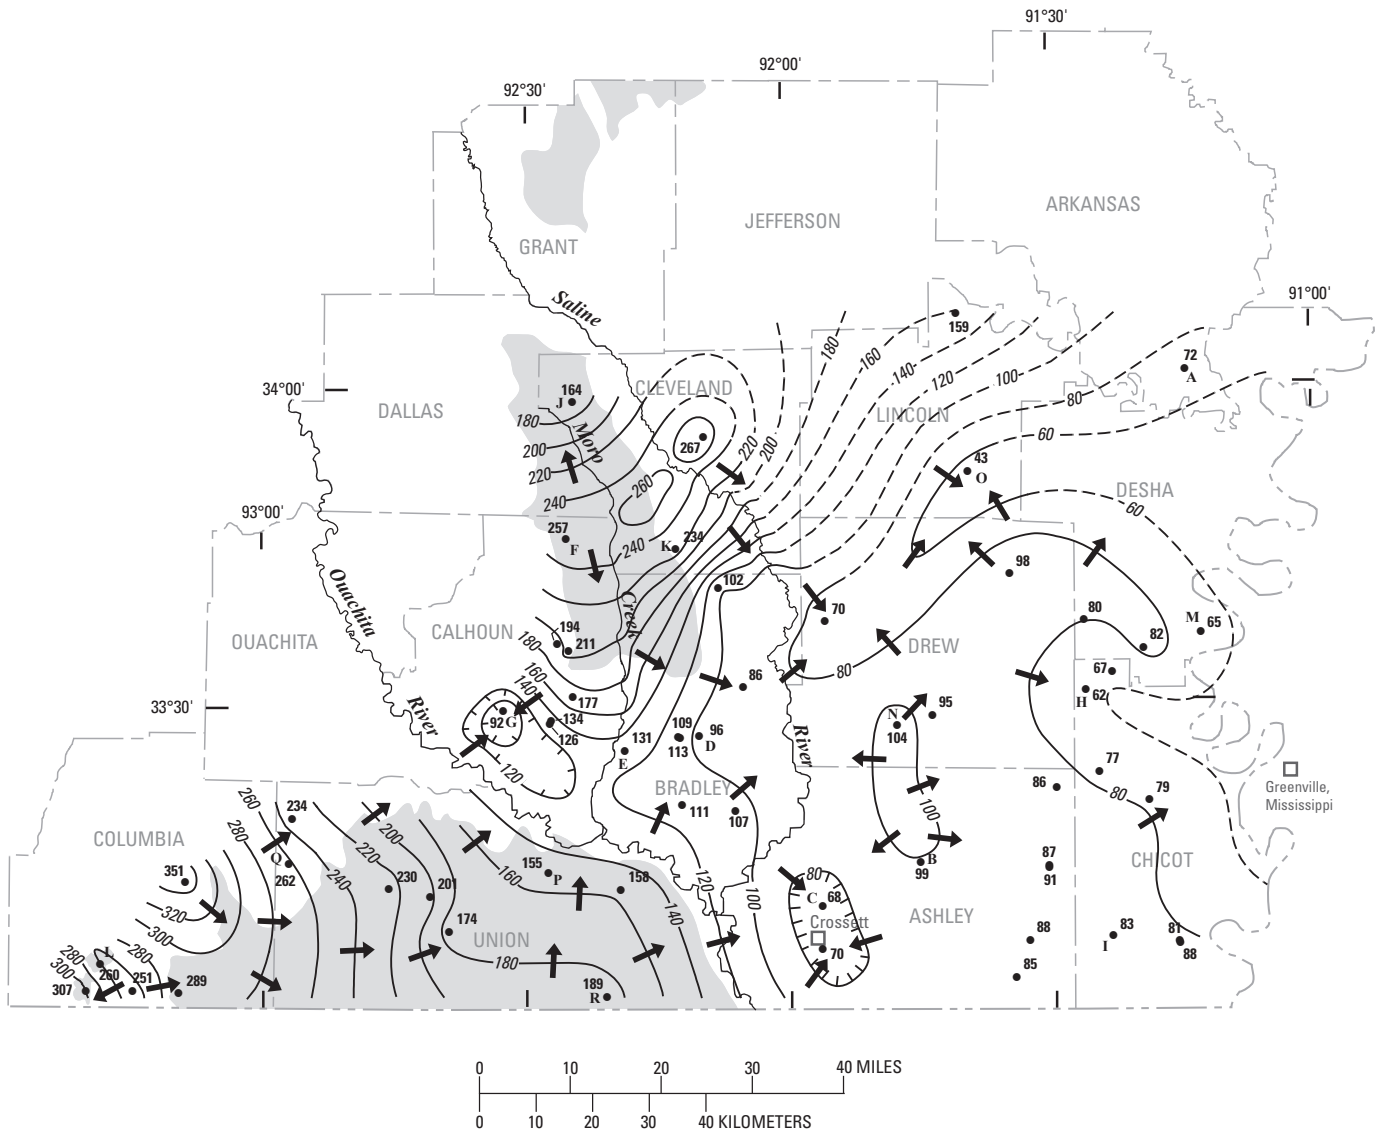 91°30'
92°00'
92°30'
ARKANSAS
JEFFERSON
GRANT
91°00'
Saline
159
180
160
140
120
100
72
A
34°00'
164
J
CLEVELAND
80
DALLAS
LINCOLN
180
Moro
60
200
267
220
200
43
O
220
260
DESHA
240
60
93°00'
257
F
K
234
240
98
102
Ouachita
Creek
70
80
M
65
194
CALHOUN
180
211
82
OUACHITA
DREW
80
67
160
86
62
H
140
177
33°30'
92
G
134
126
109
113
96
D
N
104
95
River
131
E
River
120
77
Greenville,
Mississippi
BRADLEY
86
79
260
234
111
107
100
80
280
COLUMBIA
200
220
CHICOT
Q
262
155
P
158
B
99
87
91
351
160
80
240
230
201
120
100
C
68
320
140
Crossett
ASHLEY
174
UNION
88
83
I
81
88
300
280
280
L
70
300
260
251
289
180
85
307
189
R
0 10 20 30 40 MILES
0 10 20 30 40 KILOMETERS